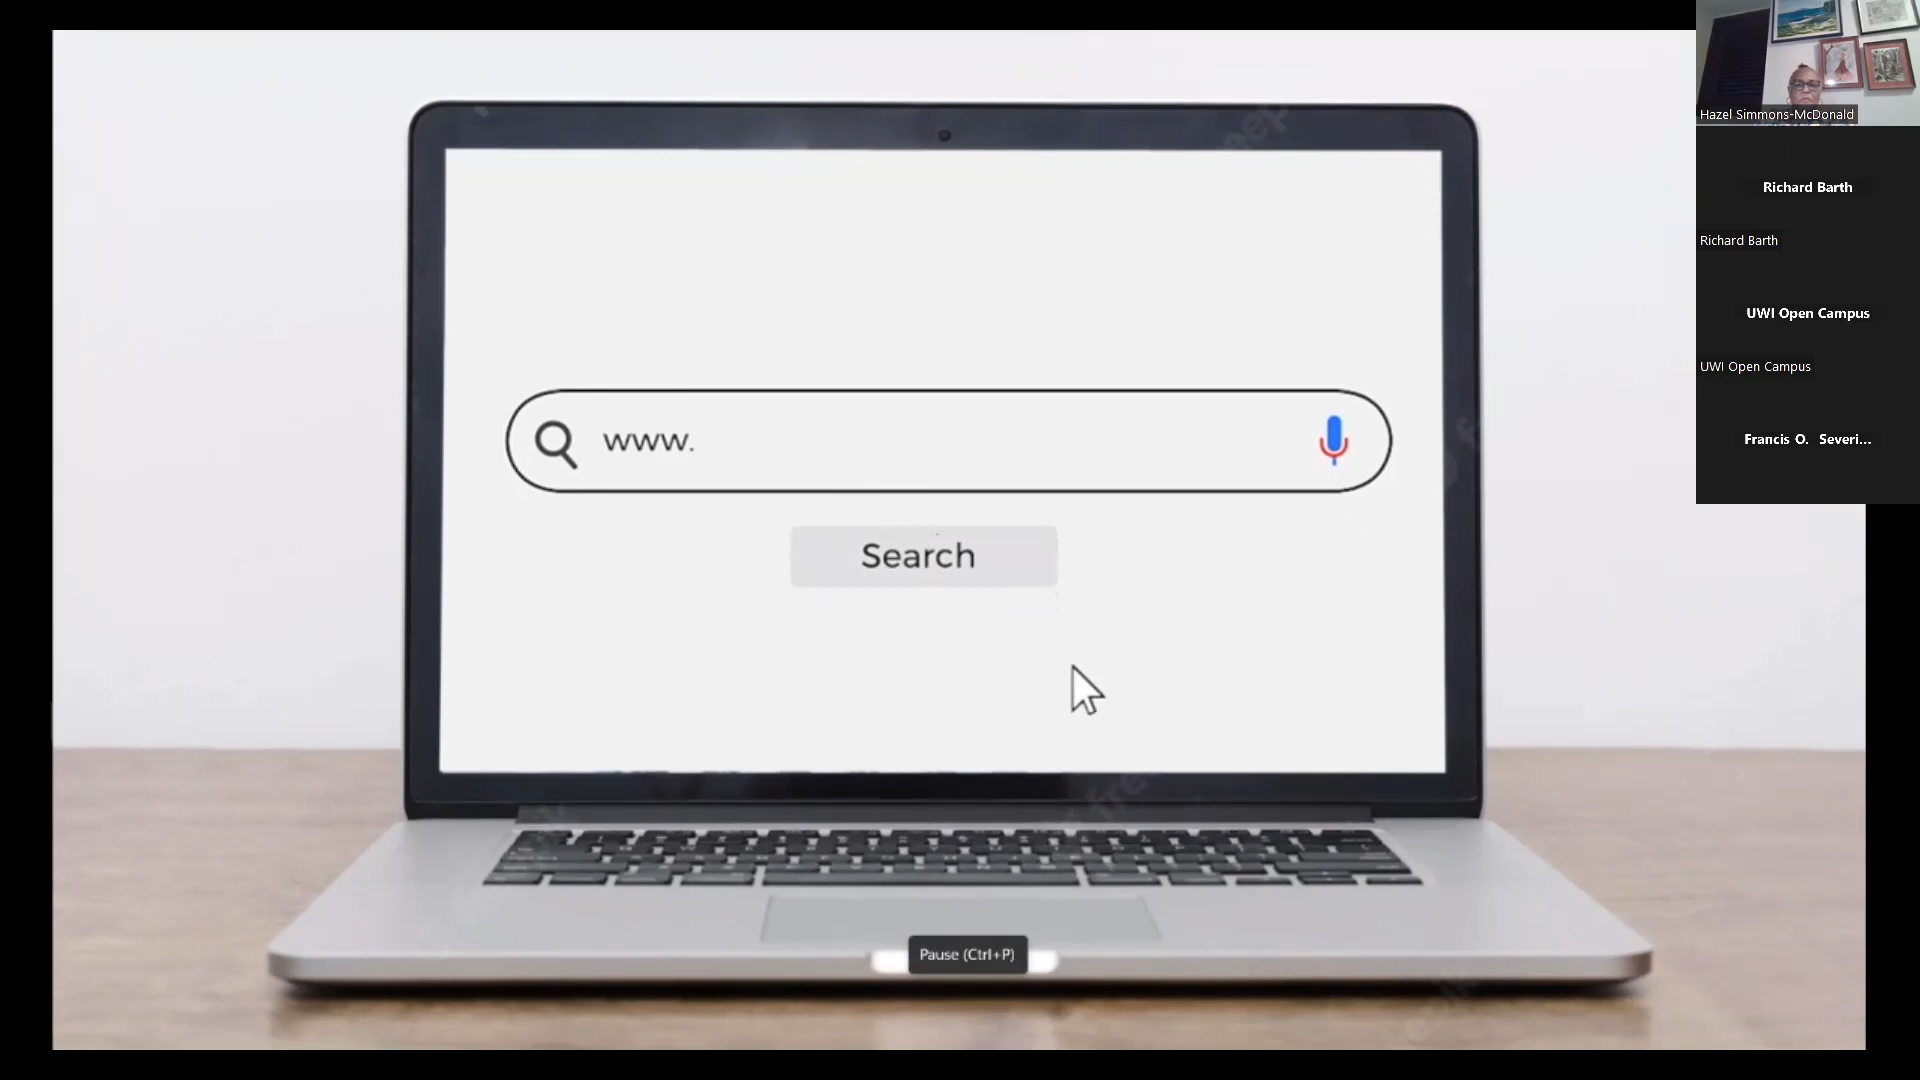 www.
Search
Pause (Ctrl+P)
Hazel Simmons-McDonald
Richard Barth
Richard Barth
UWI Open Campus
UWI Open Campus
Francis O. Severi...